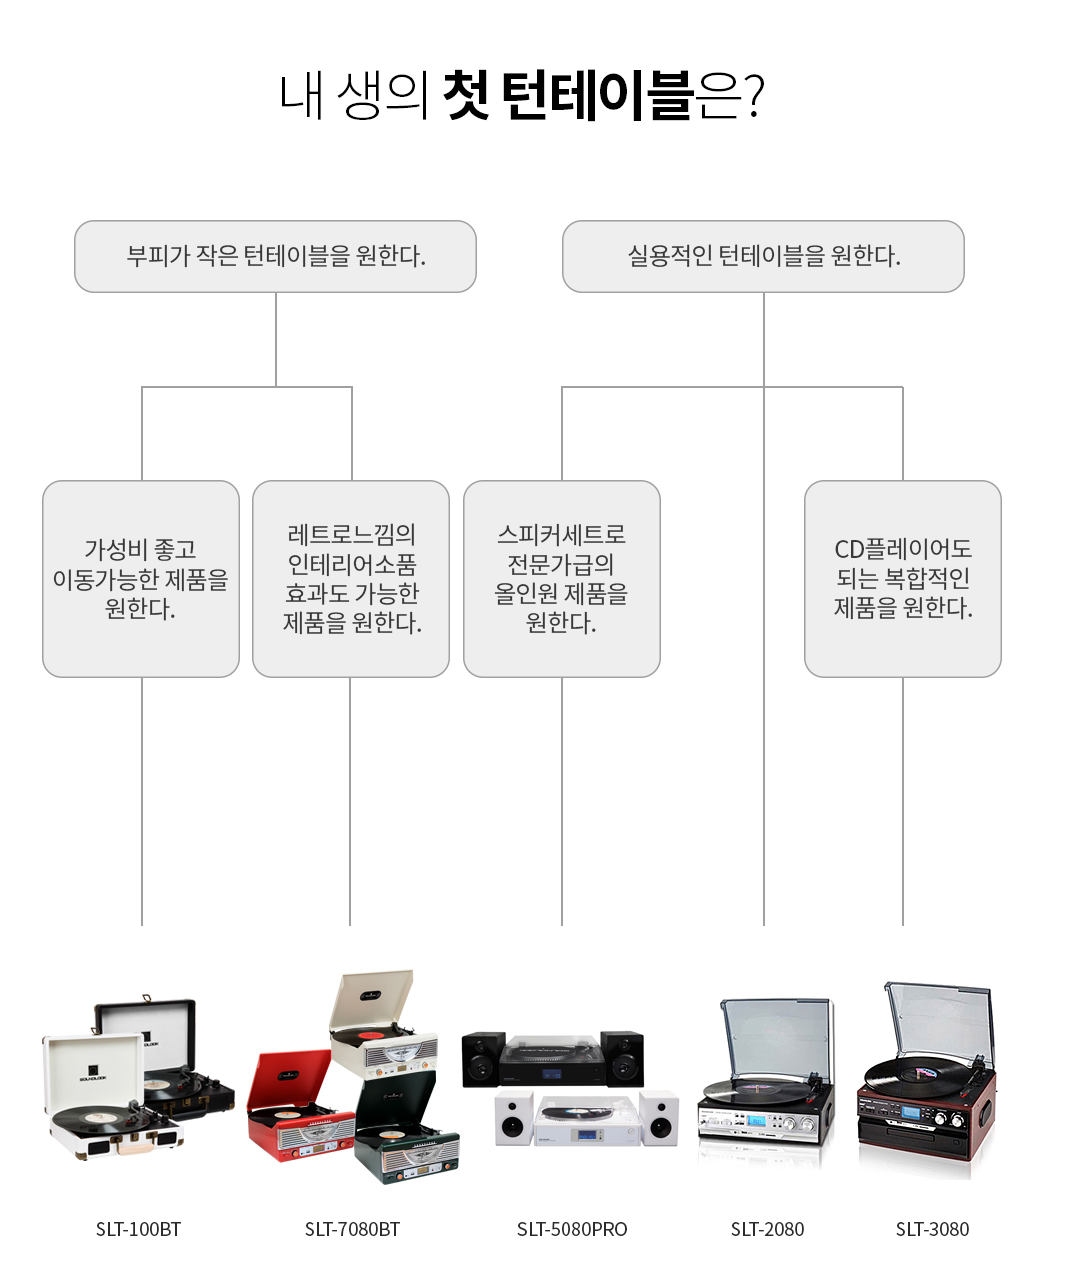 내 생의 첫 턴테이블은?
부피가 작은 턴테이블을 원한다.
실용적인 턴테이블을 원한다.
가성비 좋고
이동가능한 제품을
원한다.
레트로느낌의
인테리어소품
효과도 가능한
제품을 원한다.
스피커세트로
전문가급의
올인원 제품을
원한다.
CD플레이어도
되는 복합적인
제품을 원한다.
SOUNDLOOK
SLT-100BT
SLT-7080BT
SLT-5080PRO
SLT-2080
SLT-3080